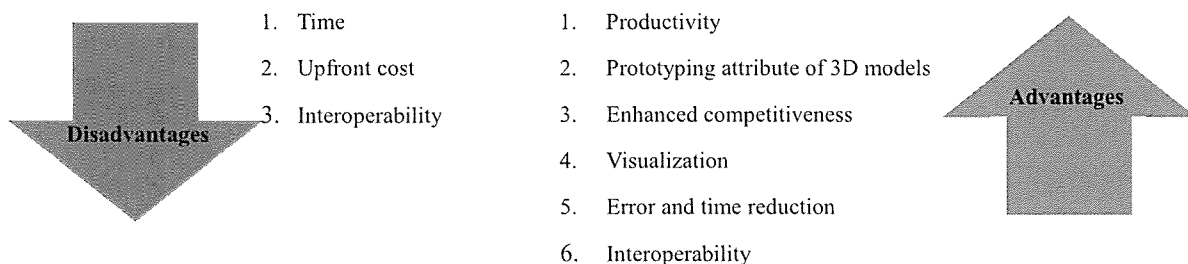 Disadvantages
1. Time
2. Upfront cost
3. Interoperability
1. Productivity
2. Prototyping attribute of 3D models
3. Enhanced competitiveness
4. Visualization
5. Error and time reduction
6. Interoperability
Advantages